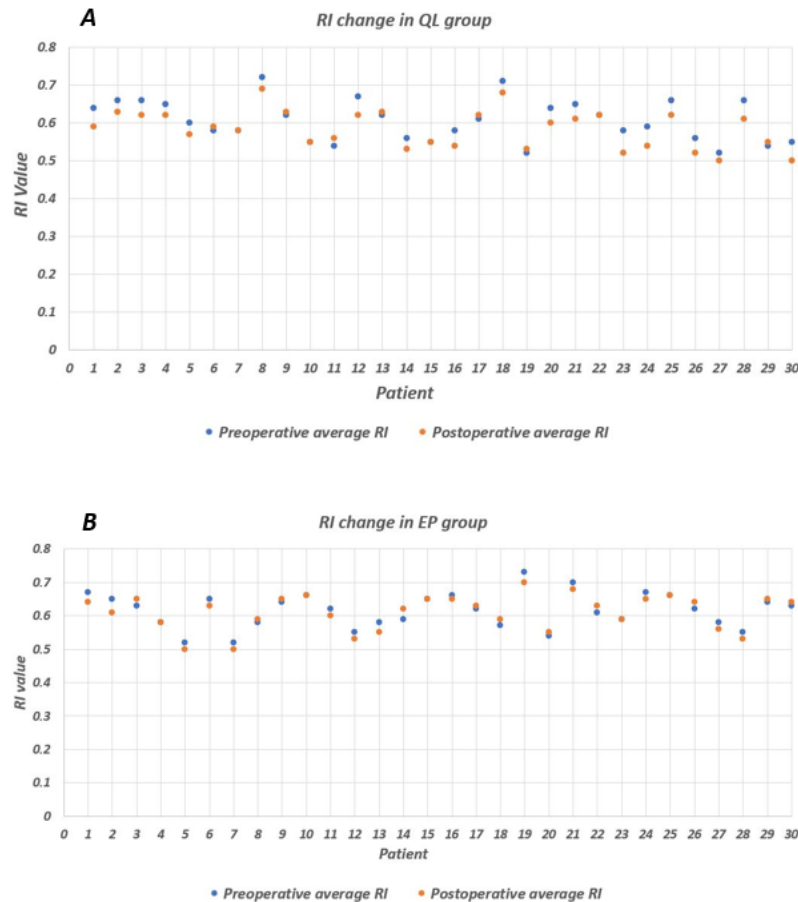 A
RI change in QL group
0.8
0.7
0.6
0.5
0.4
0.3
0.2
0.1
0
RI Value
0 1 2 3 4 5 6 7 8 9 10 11 12 13 14 15 16 17 18 19 20 21 22 23 24 25 26 27 28 29 30
Patient
Preoperative average RI Postoperative average RI
B
RI change in EP group
0.8
0.7
0.6
0.5
0.4
0.3
0.2
0.1
0
RI value
0 1 2 3 4 5 6 7 8 9 10 11 12 13 14 15 16 17 18 19 20 21 22 23 24 25 26 27 28 29 30
Patient
Preoperative average RI Postoperative average RI